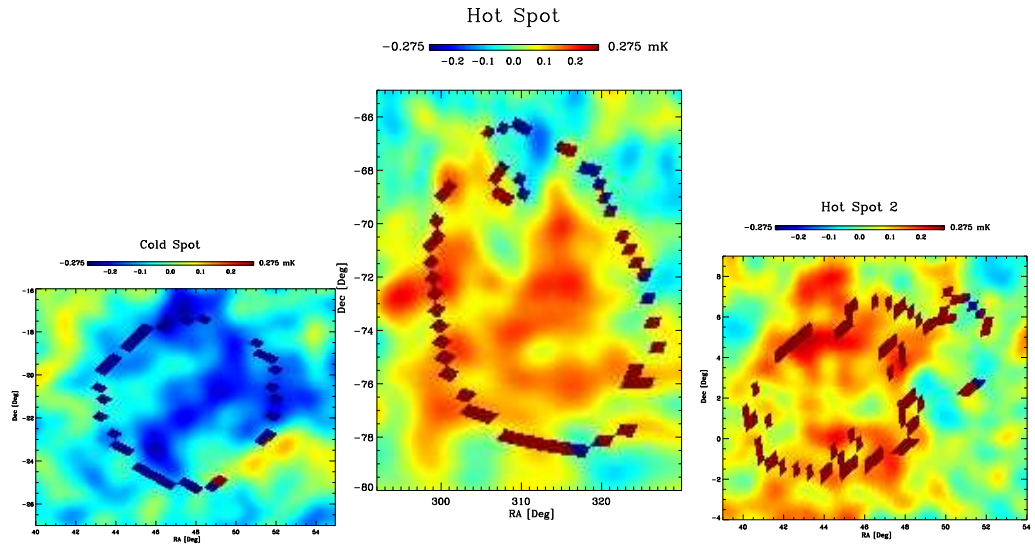 Hot Spot
-0.275 0.275 mK
-0.2 -0.1 0.0 0.1 0.2
-66
-68
-70
-72
-74
-76
-78
-80
Dec [Deg]
300 310 320
RA [Deg]
Cold Spot
-0.275 0.275 mK
-0.2 -0.1 0.0 0.1 0.2
-16
-18
-20
-22
-24
-26
Dec [Deg]
40 42 44 46 48 50 52 54
RA [Deg]
Hot Spot 2
-0.275 0.275 mK
-0.2 -0.1 0.0 0.1 0.2
8
6
4
2
0
-2
-4
Dec [Deg]
40 42 44 46 48 50 52 54
RA [Deg]